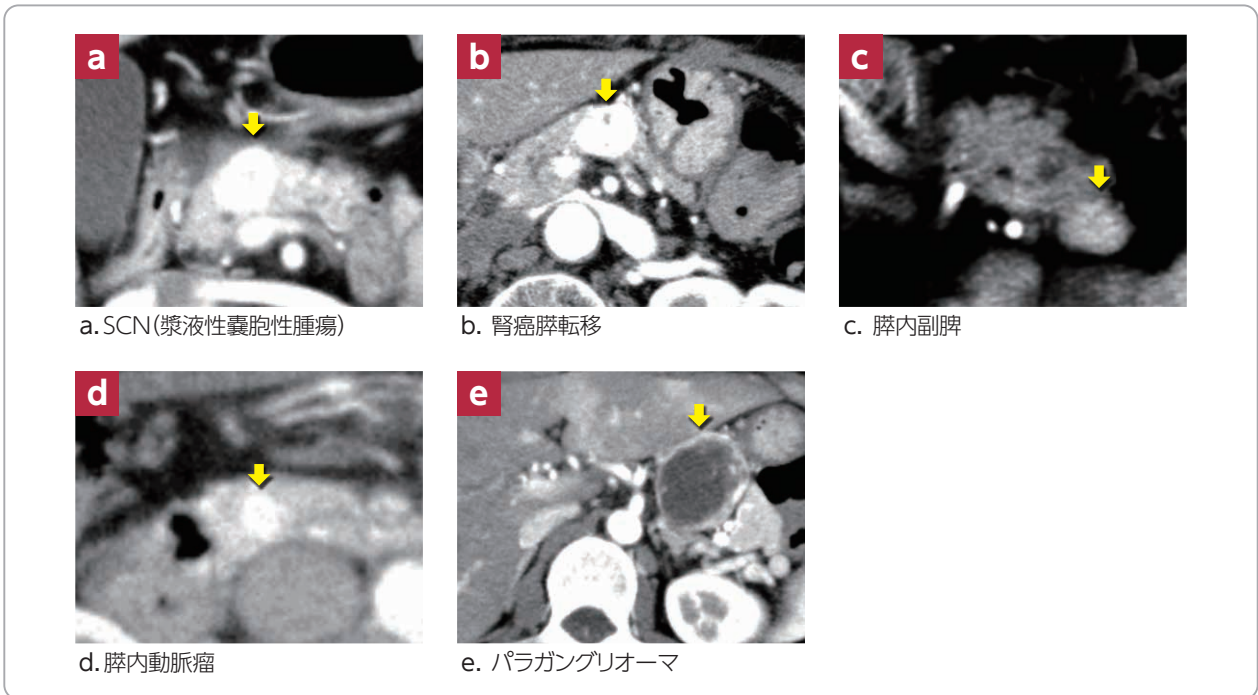 a
b
c
a. SCN(漿液性嚢胞性腫瘍)
b. 腎癌膵転移
c. 膵内副脾
d
e
d. 膵内動脈瘤
e. パラガングリオーマ